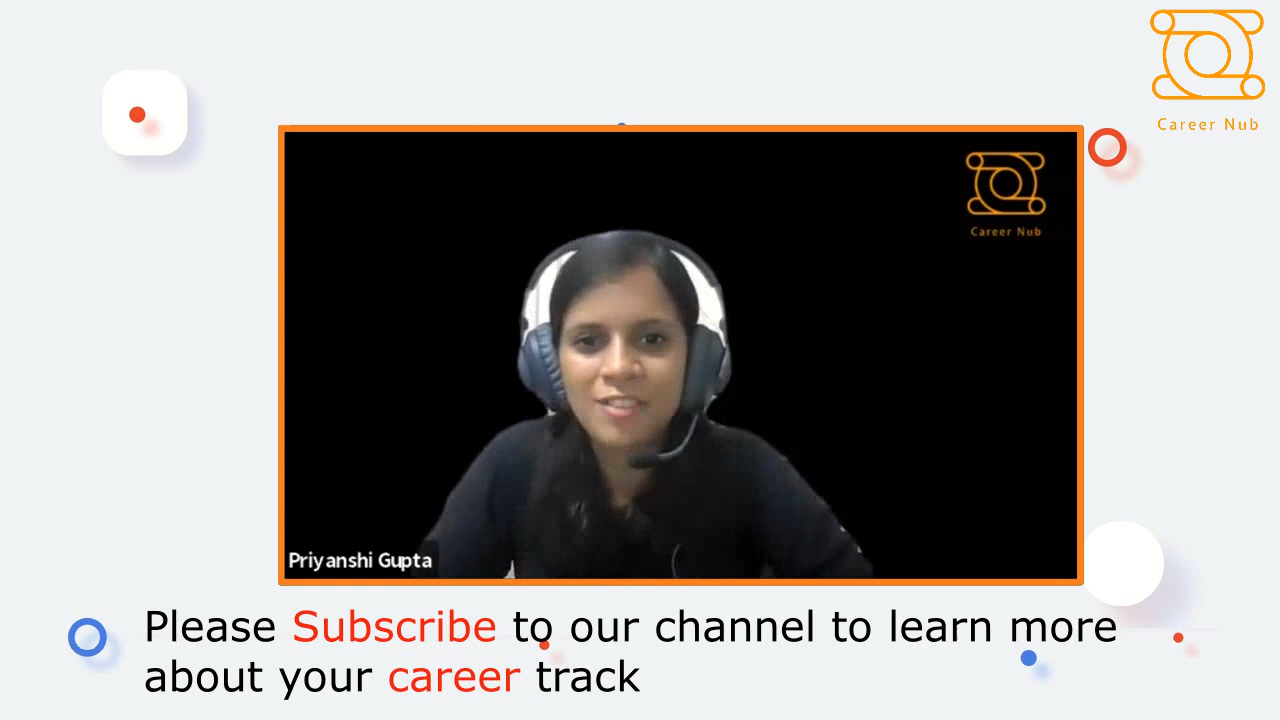 Career Nub
Career Nub
Priyanshi Gupta
Please Subscribe to our channel to learn more
about your career track